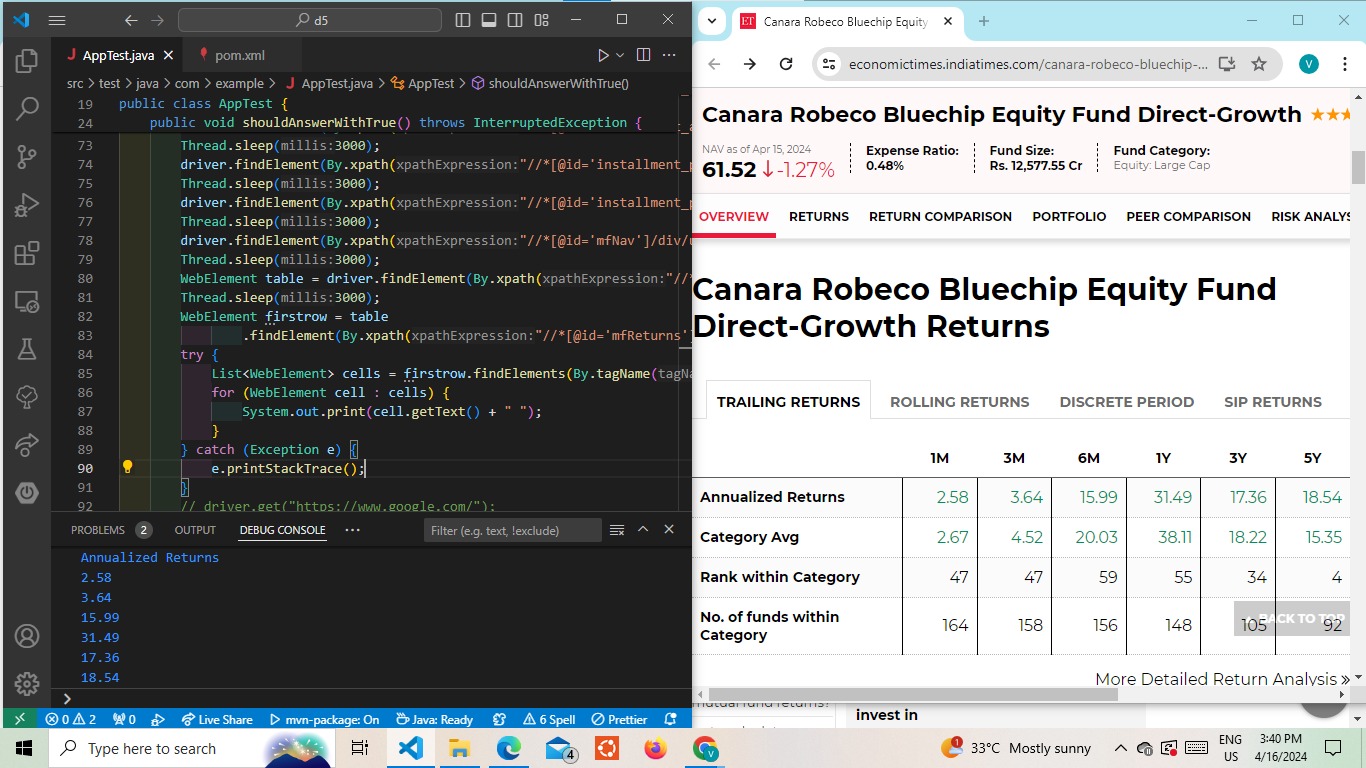 d5
AppTest.java
pom.xml
src > test > java > com > example > AppTest.java > AppTest > shouldAnswerWithTrue()
19 public class AppTest {
24 public void shouldAnswerWithTrue() throws InterruptedException {
73 Thread.sleep(millis:3000);
74 driver.findElement(By.xpath(xpathExpression:"//*[@id='installment_p
75 Thread.sleep(millis:3000);
76 driver.findElement(By.xpath(xpathExpression:"//*[@id='installment_p
77 Thread.sleep(millis:3000);
78 driver.findElement(By.xpath(xpathExpression:"//*[@id='mfNav']/div/u
79 Thread.sleep(millis:3000);
80 WebElement table = driver.findElement(By.xpath(xpathExpression:"//*
81 Thread.sleep(millis:3000);
82 WebElement firstrow = table
83 .findElement(By.xpath(xpathExpression:"//*[@id='mfReturns']
84 try {
85 List<WebElement> cells = firstrow.findElements(By.tagName(tagNa
86 for (WebElement cell : cells) {
87 System.out.print(cell.getText() + " ");
88 }
89 } catch (Exception e) {
90 e.printStackTrace();
91 }
92 // driver.get("https://www.google.com/");
PROBLEMS 2 OUTPUT DEBUG CONSOLE ··· Filter (e.g. text, !exclude)
Annualized Returns
2.58
3.64
15.99
31.49
17.36
18.54
0 2 0 Live Share mvn-package: On Java: Ready 6 Spell Prettier
ET Canara Robeco Bluechip Equity
economictimes.indiatimes.com/canara-robeco-bluechip-... V
Canara Robeco Bluechip Equity Fund Direct-Growth
NAV as of Apr 15, 2024
61.52 -1.27%
Expense Ratio:
0.48%
Fund Size:
Rs. 12,577.55 Cr
Fund Category:
Equity: Large Cap
OVERVIEW RETURNS RETURN COMPARISON PORTFOLIO PEER COMPARISON RISK ANALYS
Canara Robeco Bluechip Equity Fund
Direct-Growth Returns
TRAILING RETURNS ROLLING RETURNS DISCRETE PERIOD SIP RETURNS
1M 3M 6M 1Y 3Y 5Y
Annualized Returns 2.58 3.64 15.99 31.49 17.36 18.54
Category Avg 2.67 4.52 20.03 38.11 18.22 15.35
Rank within Category 47 47 59 55 34 4
No. of funds within
Category 164 158 156 148 105 92
BACK TO TOP
More Detailed Return Analysis »
mutual fund returns?
invest in
Type here to search
4
V
1
33°C Mostly sunny
ENG
US
3:40 PM
4/16/2024